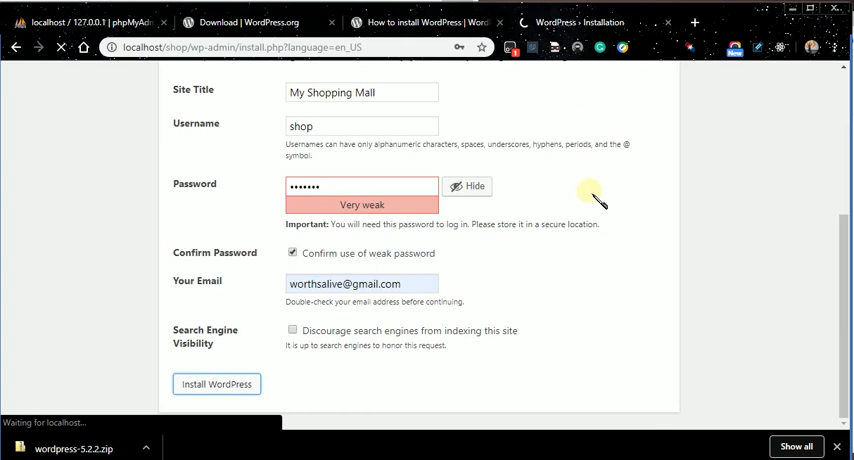 localhost / 127.0.0.1 | phpMyAdm
Download | WordPress.org
How to install WordPress | Word
WordPress › Installation
localhost/shop/wp-admin/install.php?language=en_US
1
New
Site Title
My Shopping Mall
Username
shop
Usernames can have only alphanumeric characters, spaces, underscores, hyphens, periods, and the @
symbol.
Password
Hide
Very weak
Important: You will need this password to log in. Please store it in a secure location.
Confirm Password
Confirm use of weak password
Your Email
worthsalive@gmail.com
Double-check your email address before continuing.
Search Engine
Visibility
Discourage search engines from indexing this site
It is up to search engines to honor this request.
Install WordPress
Waiting for localhost...
wordpress-5.2.2.zip
Show all